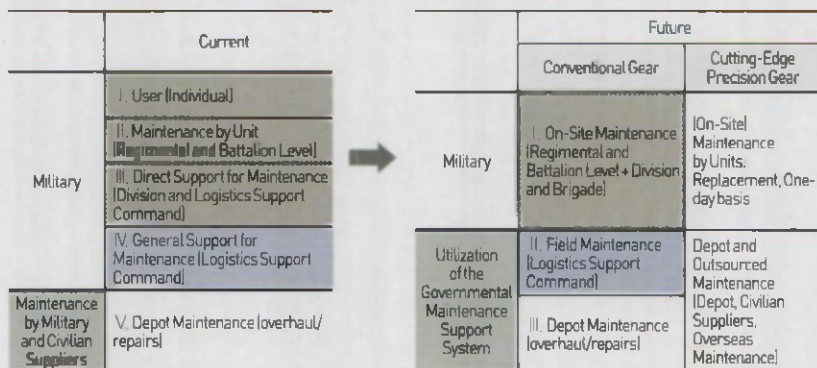 Current
Military
I. User (Individual)
II. Maintenance by Unit
(Regimental and Battalion Level)
III. Direct Support for Maintenance
(Division and Logistics Support
Command)
IV. General Support for
Maintenance (Logistics Support
Command)
Maintenance
by Military
and Civilian
Suppliers
V. Depot Maintenance (overhaul/
repairs)
Future
Conventional Gear
Cutting-Edge
Precision Gear
Military
I. On-Site Maintenance
(Regimental and
Battalion Level + Division
and Brigade)
(On-Site)
Maintenance
by Units.
Replacement, One-
day basis
Utilization
of the
Governmental
Maintenance
Support
System
II. Field Maintenance
(Logistics Support
Command)
III. Depot Maintenance
(overhaul/repairs)
Depot and
Outsourced
Maintenance
(Depot, Civilian
Suppliers,
Overseas
Maintenance)